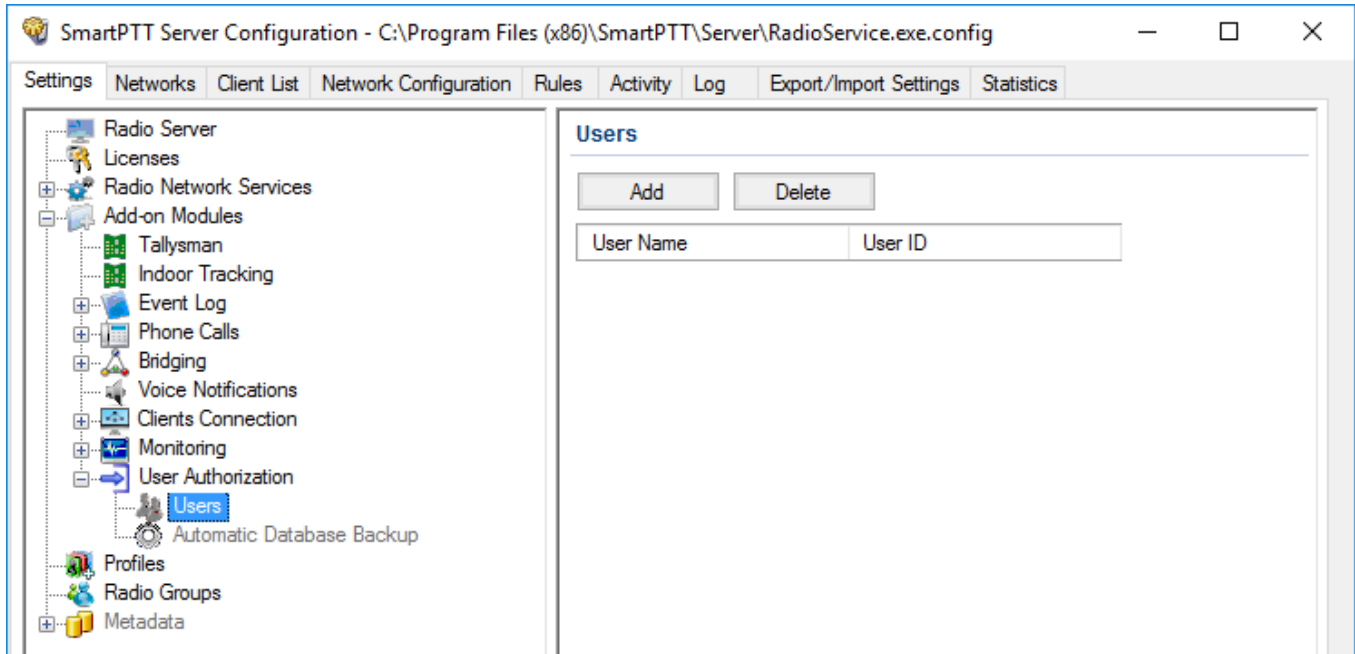 SmartPTT Server Configuration - C:\Program Files (x86)\SmartPTT\Server\RadioService.exe.config
Settings Networks Client List Network Configuration Rules Activity Log Export/Import Settings Statistics
Radio Server
Licenses
Radio Network Services
Add-on Modules
Tallysman
Indoor Tracking
Event Log
Phone Calls
Bridging
Voice Notifications
Clients Connection
Monitoring
User Authorization
Users
Automatic Database Backup
Profiles
Radio Groups
Metadata
Users
Add Delete
User Name User ID